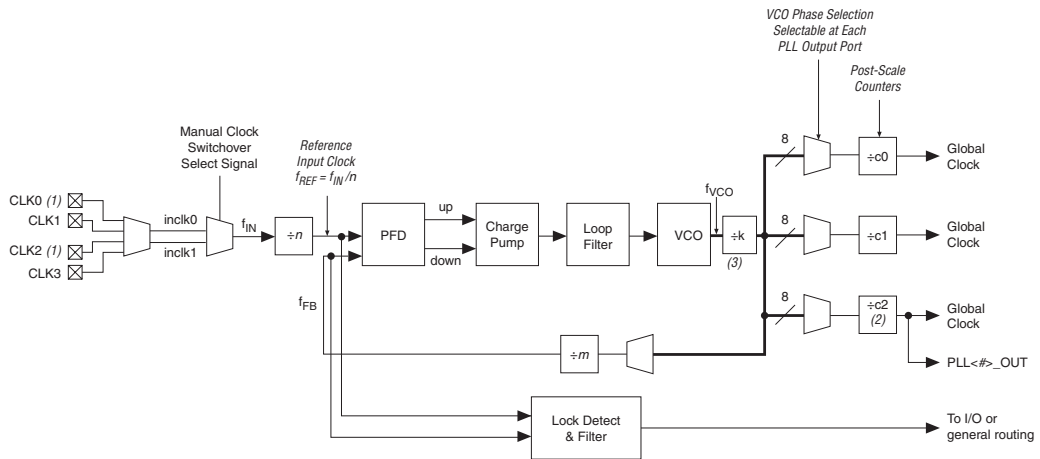 VCO Phase Selection
Selectable at Each
PLL Output Port
Post-Scale
Counters
Manual Clock
Switchover
Select Signal
Reference
Input Clock
fREF = fIN /n
CLK0 (1)
CLK1
CLK2 (1)
CLK3
inclk0
inclk1
fIN
÷n
PFD
up
down
Charge
Pump
Loop
Filter
VCO
fVCO
÷k
(3)
8
÷c0
Global
Clock
8
÷c1
Global
Clock
8
÷c2
(2)
Global
Clock
PLL<#>_OUT
fFB
÷m
Lock Detect
& Filter
To I/O or
general routing